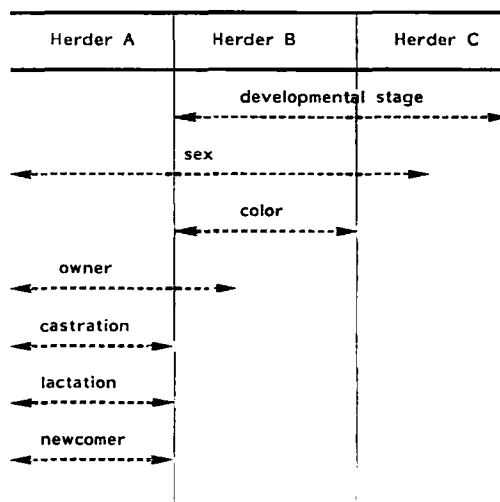 Herder A Herder B Herder C
developmental stage
sex
color
owner
castration
lactation
newcomer